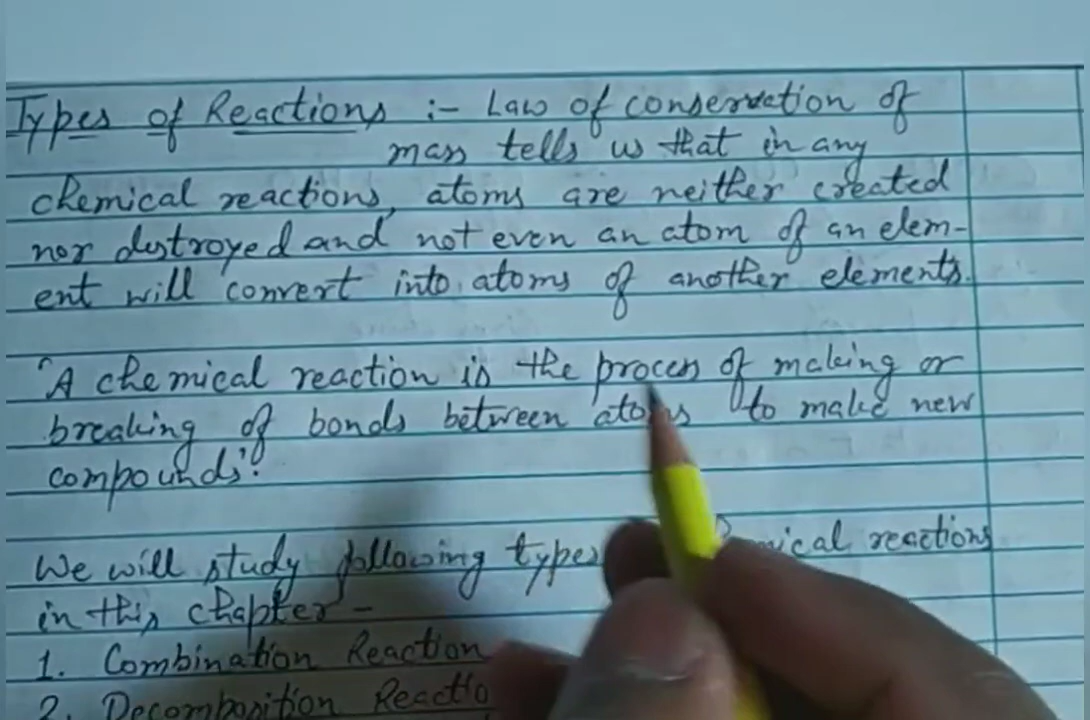 Types of Reactions :- Law of conservation of
mass tells us that in any
chemical reactions, atoms are neither created
nor destroyed and not even an atom of an elem-
ent will convert into atoms of another elements.
"A chemical reaction is the process of making or
breaking of bonds between atoms to make new
compounds".
We will study following types reactions
in this chapter -
1. Combination Reaction
2. Decomposition Reactio